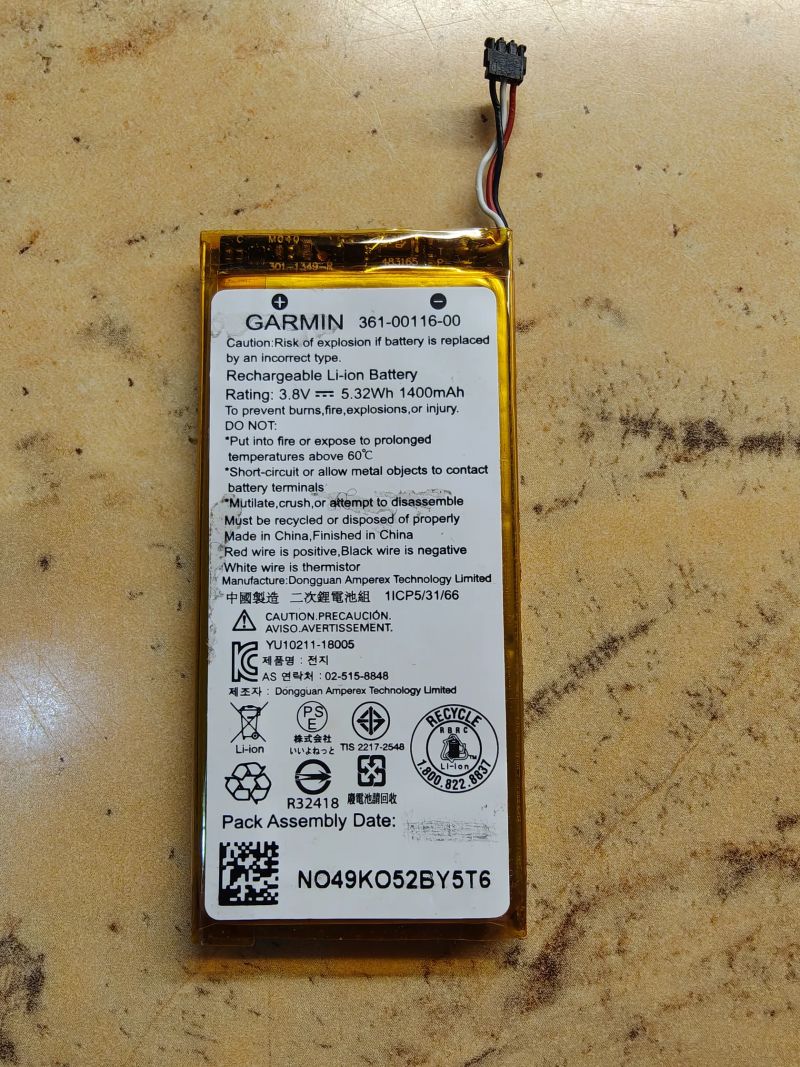 C M040
301-1349-R 483165 P
+ -
GARMIN 361-00116-00
Caution:Risk of explosion if battery is replaced
by an incorrect type.
Rechargeable Li-ion Battery
Rating: 3.8V ⎓ 5.32Wh 1400mAh
To prevent burns,fire,explosions,or injury.
DO NOT:
*Put into fire or expose to prolonged
temperatures above 60℃
*Short-circuit or allow metal objects to contact
battery terminals
*Mutilate,crush,or attempt to disassemble
Must be recycled or disposed of properly
Made in China,Finished in China
Red wire is positive,Black wire is negative
White wire is thermistor
Manufacture:Dongguan Amperex Technology Limited
中國製造 二次鋰電池組 1ICP5/31/66
CAUTION.PRECAUCIÓN.
AVISO.AVERTISSEMENT.
YU10211-18005
제품명 : 전지
AS 연락처 : 02-515-8848
제조자 : Dongguan Amperex Technology Limited
Li-ion
PS
E
株式会社
いいよねっと
TIS 2217-2548
RECYCLE
RBRC
Li-ion
1.800.822.8837
R32418
廢電池請回收
Pack Assembly Date:
NO49KO52BY5T6